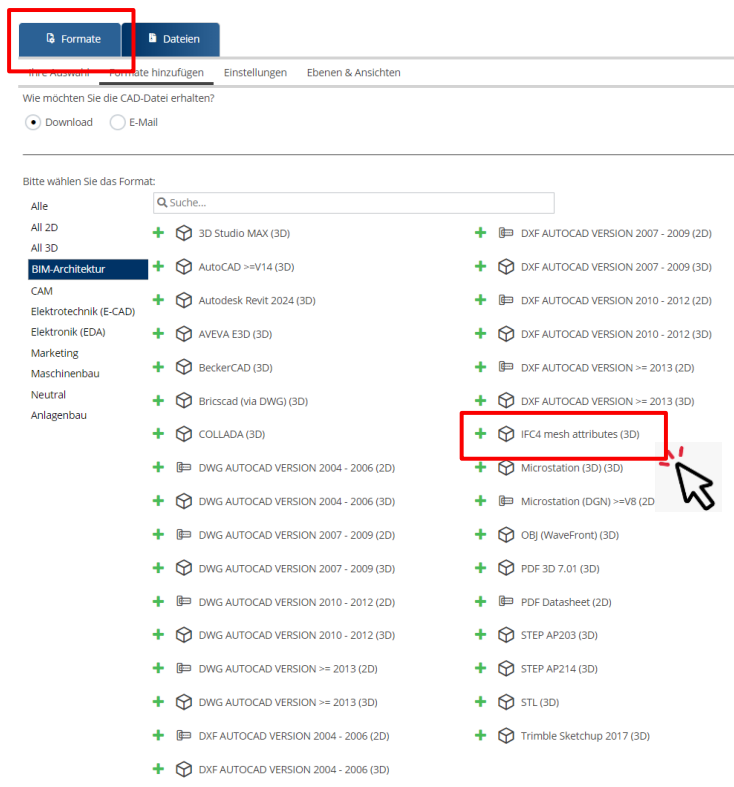 Formate
Dateien
Ihre Auswahl
Formate hinzufügen
Einstellungen
Ebenen & Ansichten
Wie möchten Sie die CAD-Datei erhalten?
Download
E-Mail
Bitte wählen Sie das Format:
Alle
All 2D
All 3D
BIM-Architektur
CAM
Elektrotechnik (E-CAD)
Elektronik (EDA)
Marketing
Maschinenbau
Neutral
Anlagenbau
Suche...
3D Studio MAX (3D)
AutoCAD >=V14 (3D)
Autodesk Revit 2024 (3D)
AVEVA E3D (3D)
BeckerCAD (3D)
Bricscad (via DWG) (3D)
COLLADA (3D)
DWG AUTOCAD VERSION 2004 - 2006 (2D)
DWG AUTOCAD VERSION 2004 - 2006 (3D)
DWG AUTOCAD VERSION 2007 - 2009 (2D)
DWG AUTOCAD VERSION 2007 - 2009 (3D)
DWG AUTOCAD VERSION 2010 - 2012 (2D)
DWG AUTOCAD VERSION 2010 - 2012 (3D)
DWG AUTOCAD VERSION >= 2013 (2D)
DWG AUTOCAD VERSION >= 2013 (3D)
DXF AUTOCAD VERSION 2004 - 2006 (2D)
DXF AUTOCAD VERSION 2004 - 2006 (3D)
DXF AUTOCAD VERSION 2007 - 2009 (2D)
DXF AUTOCAD VERSION 2007 - 2009 (3D)
DXF AUTOCAD VERSION 2010 - 2012 (2D)
DXF AUTOCAD VERSION 2010 - 2012 (3D)
DXF AUTOCAD VERSION >= 2013 (2D)
DXF AUTOCAD VERSION >= 2013 (3D)
IFC4 mesh attributes (3D)
Microstation (3D) (3D)
Microstation (DGN) >=V8 (2D
OBJ (WaveFront) (3D)
PDF 3D 7.01 (3D)
PDF Datasheet (2D)
STEP AP203 (3D)
STEP AP214 (3D)
STL (3D)
Trimble Sketchup 2017 (3D)